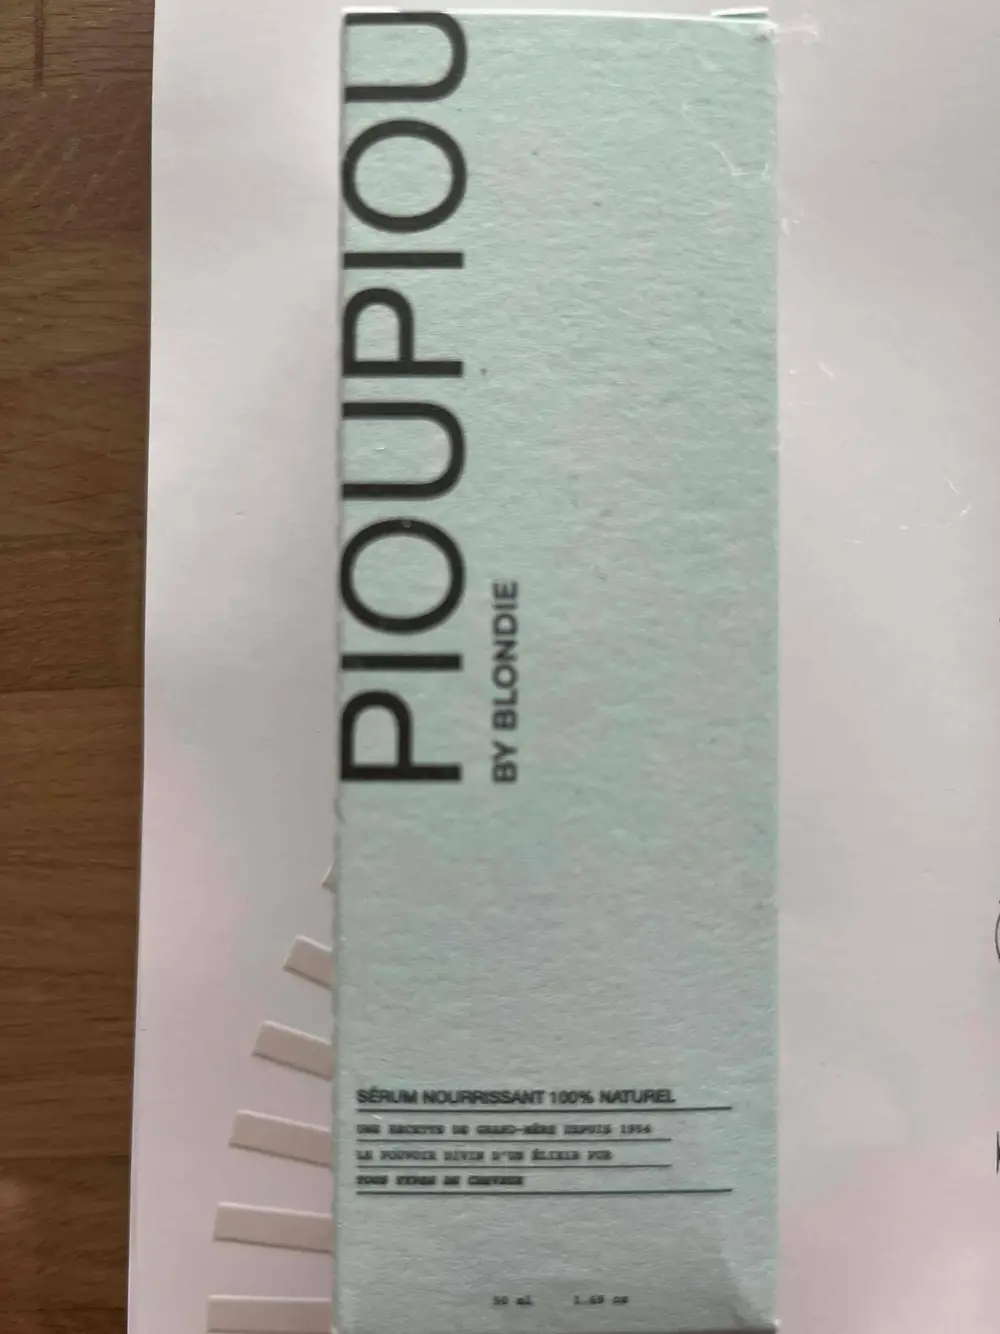 PIOUPIOU
BY BLONDIE
SÉRUM NOURRISSANT 100% NATUREL
UNE RECETTE DE GRAND-MÈRE DEPUIS 1954
LE POUVOIR DIVIN D'UN ÉLIXIR PUR
TOUS TYPES DE CHEVEUX
50 ml 1.69 oz